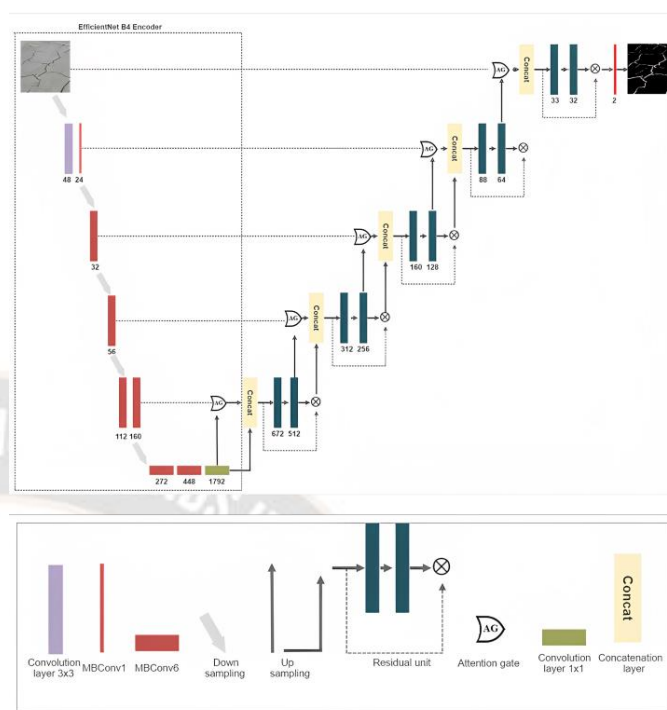 EfficientNet B4 Encoder
AG
Concat
33 32
2
AG
Concat
48 24
88 64
AG
Concat
32
160 128
AG
Concat
56
312 256
AG
Concat
112 160
672 512
272 448 1792
Convolution
layer 3x3
MBConv1
MBConv6
Down
sampling
Up
sampling
Residual unit
AG
Attention gate
Convolution
layer 1x1
Concat
Concatenation
layer